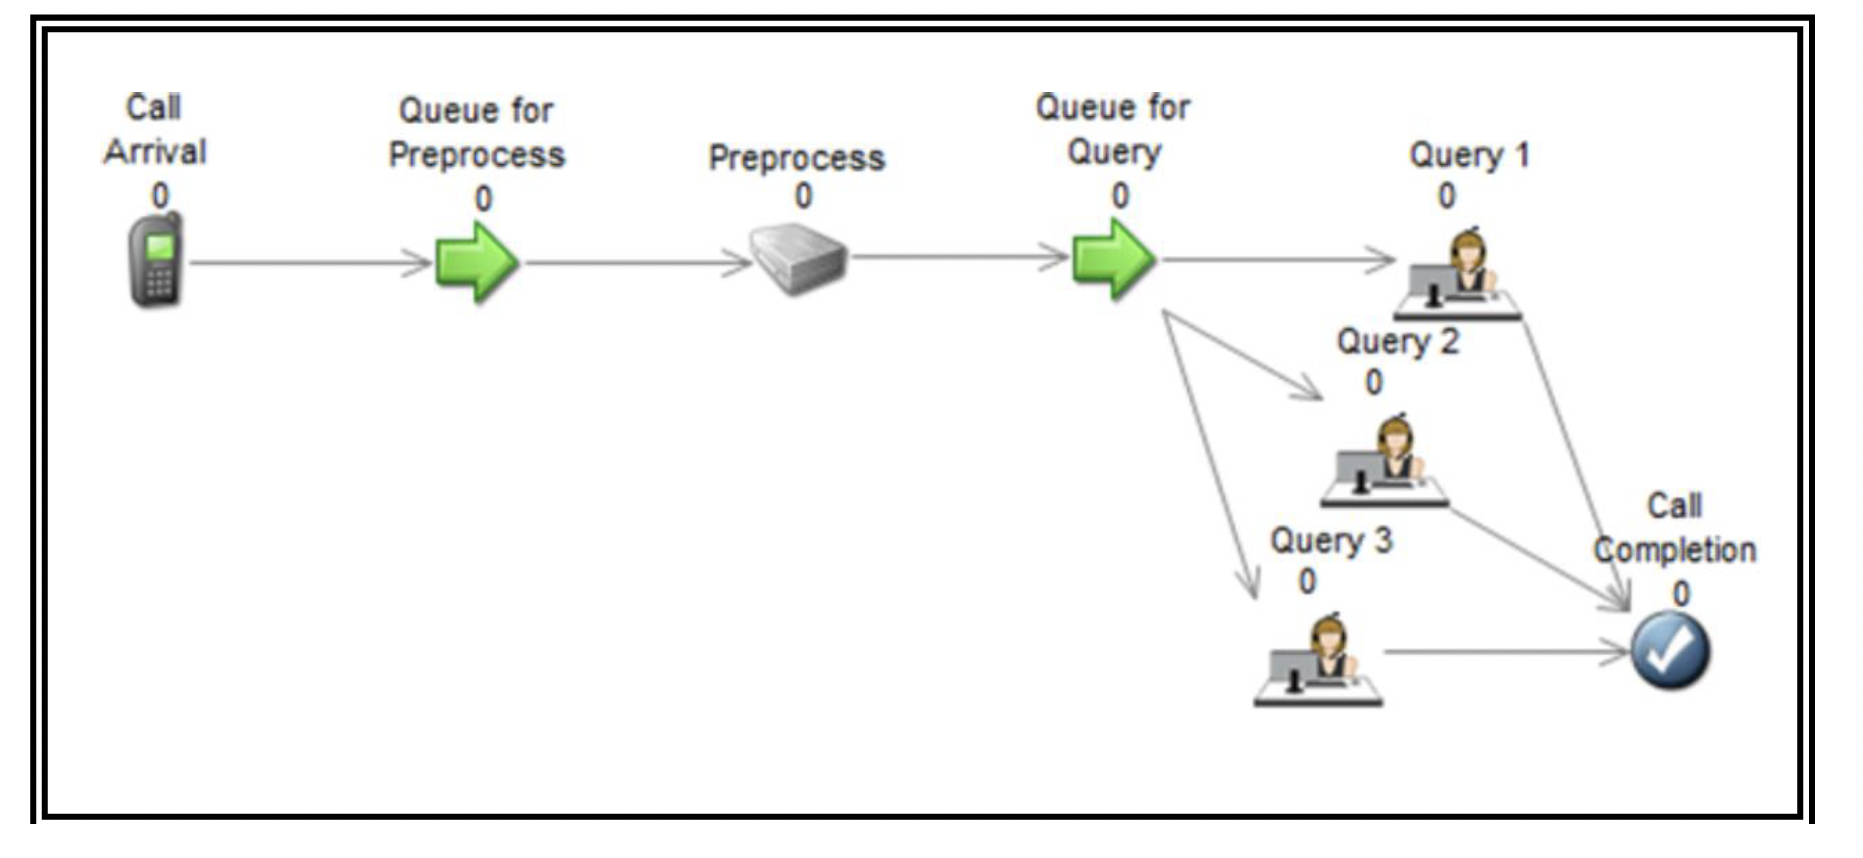 Call
Arrival
0
Queue for
Preprocess
0
Preprocess
0
Queue for
Query
0
Query 1
0
Query 2
0
Query 3
0
Call
Completion
0